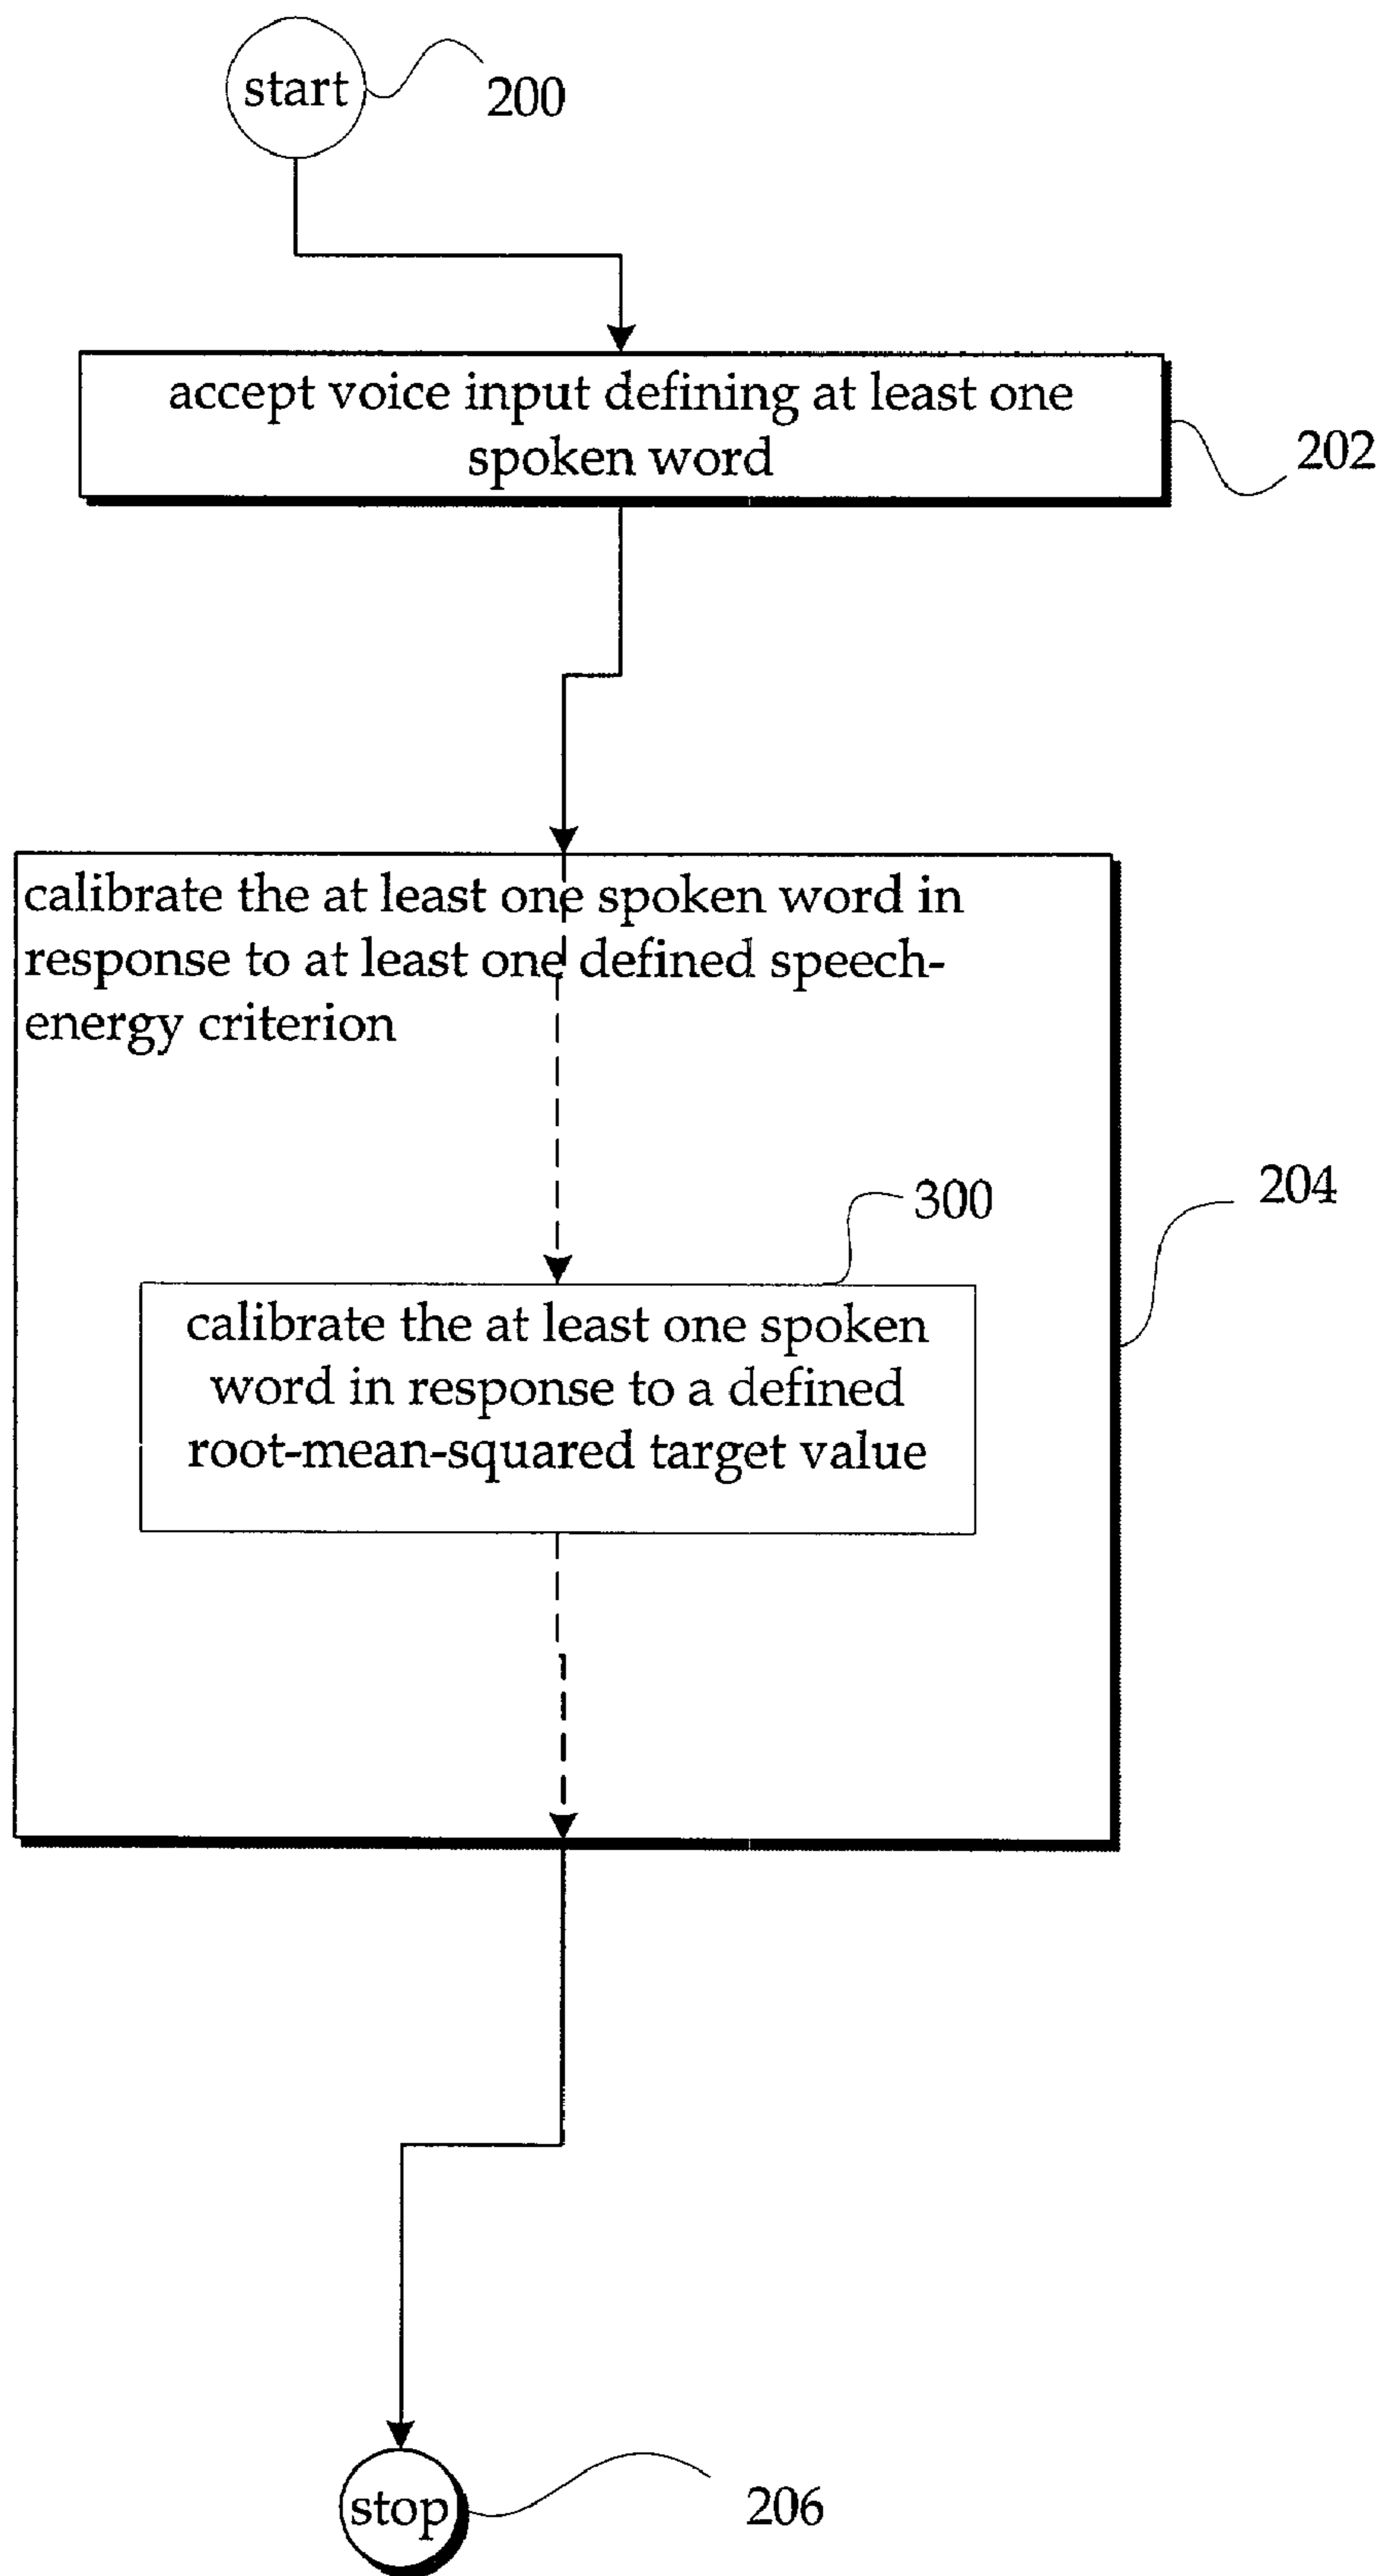 start
200
accept voice input defining at least one
spoken word
202
calibrate the at least one spoken word in
response to at least one defined speech-
energy criterion
204
300
calibrate the at least one spoken
word in response to a defined
root-mean-squared target value
stop
206